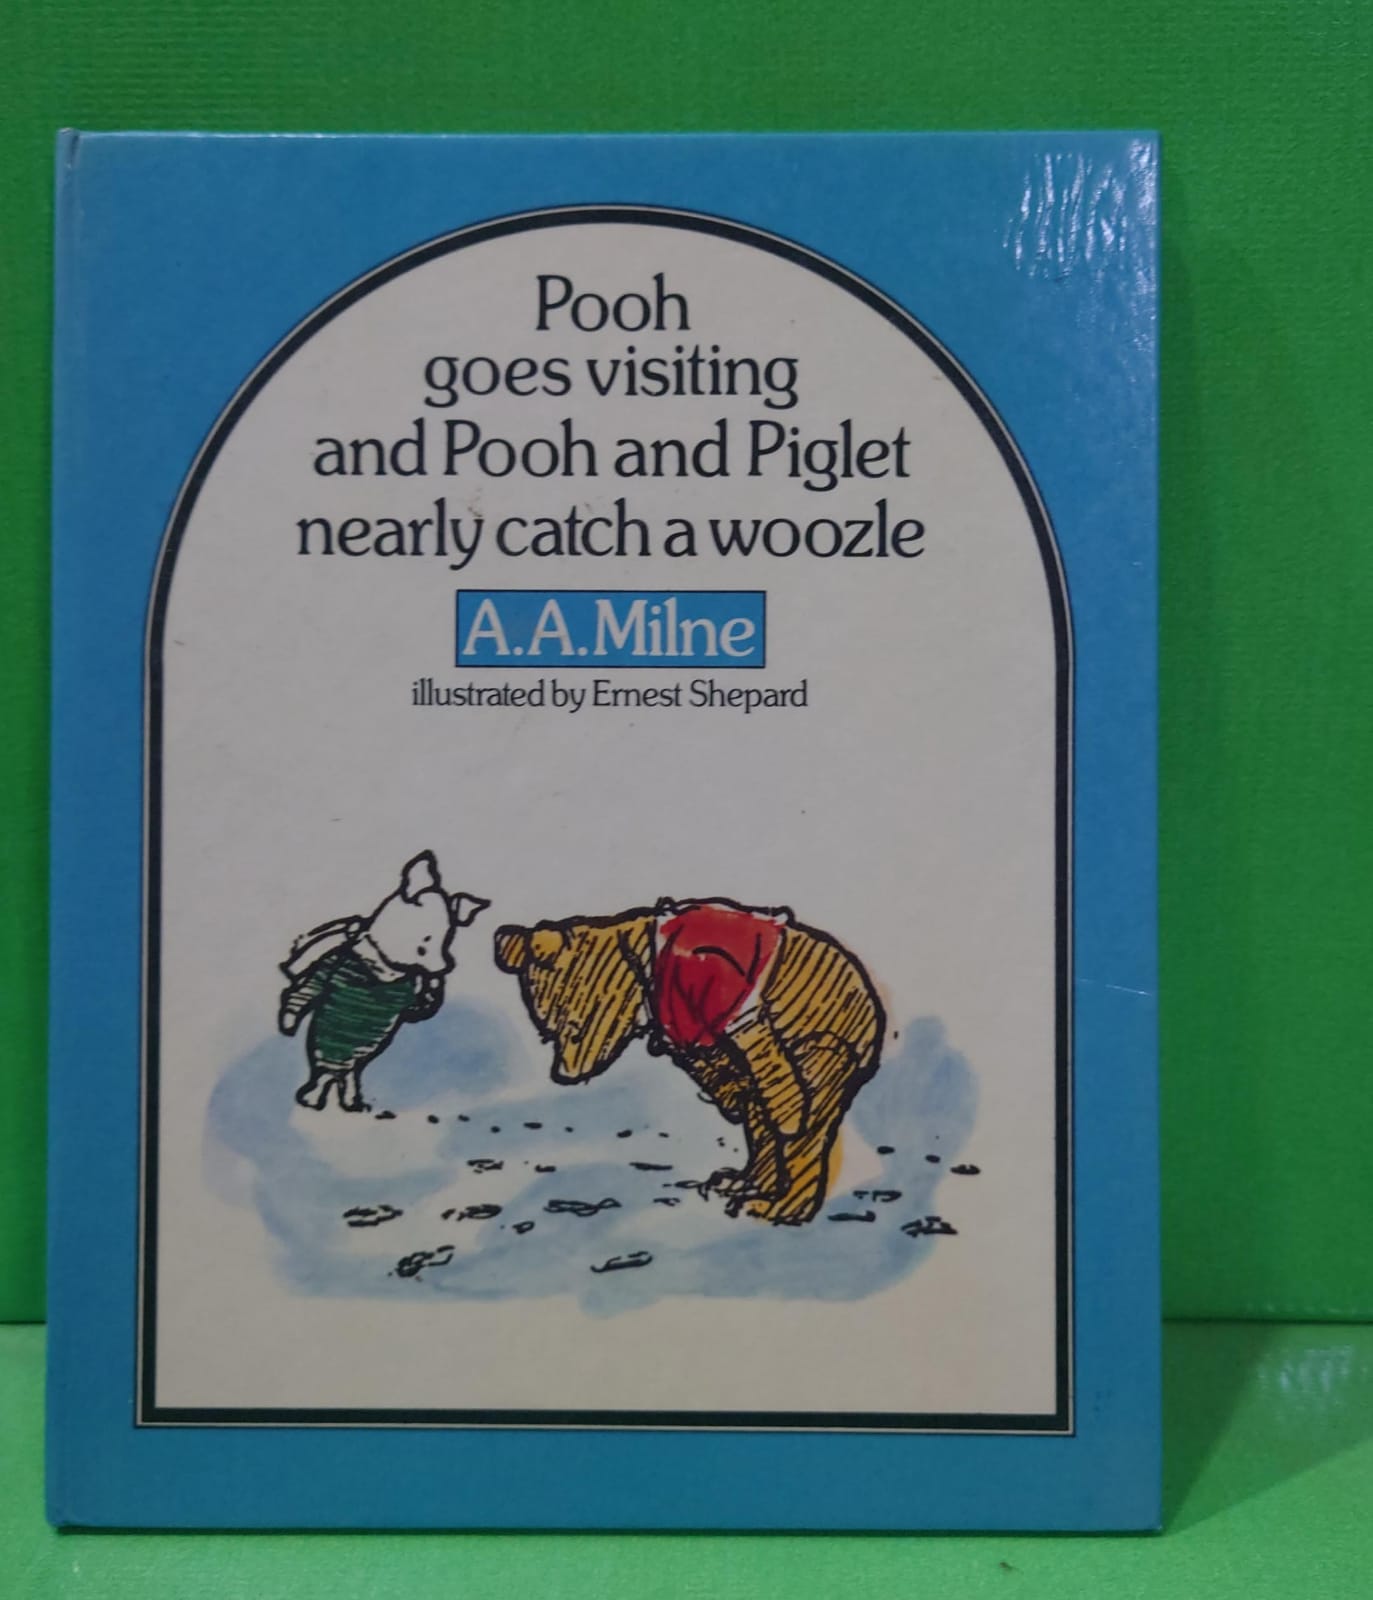 Pooh
goes visiting
and Pooh and Piglet
nearly catch a woozle
A.A.Milne
illustrated by Ernest Shepard